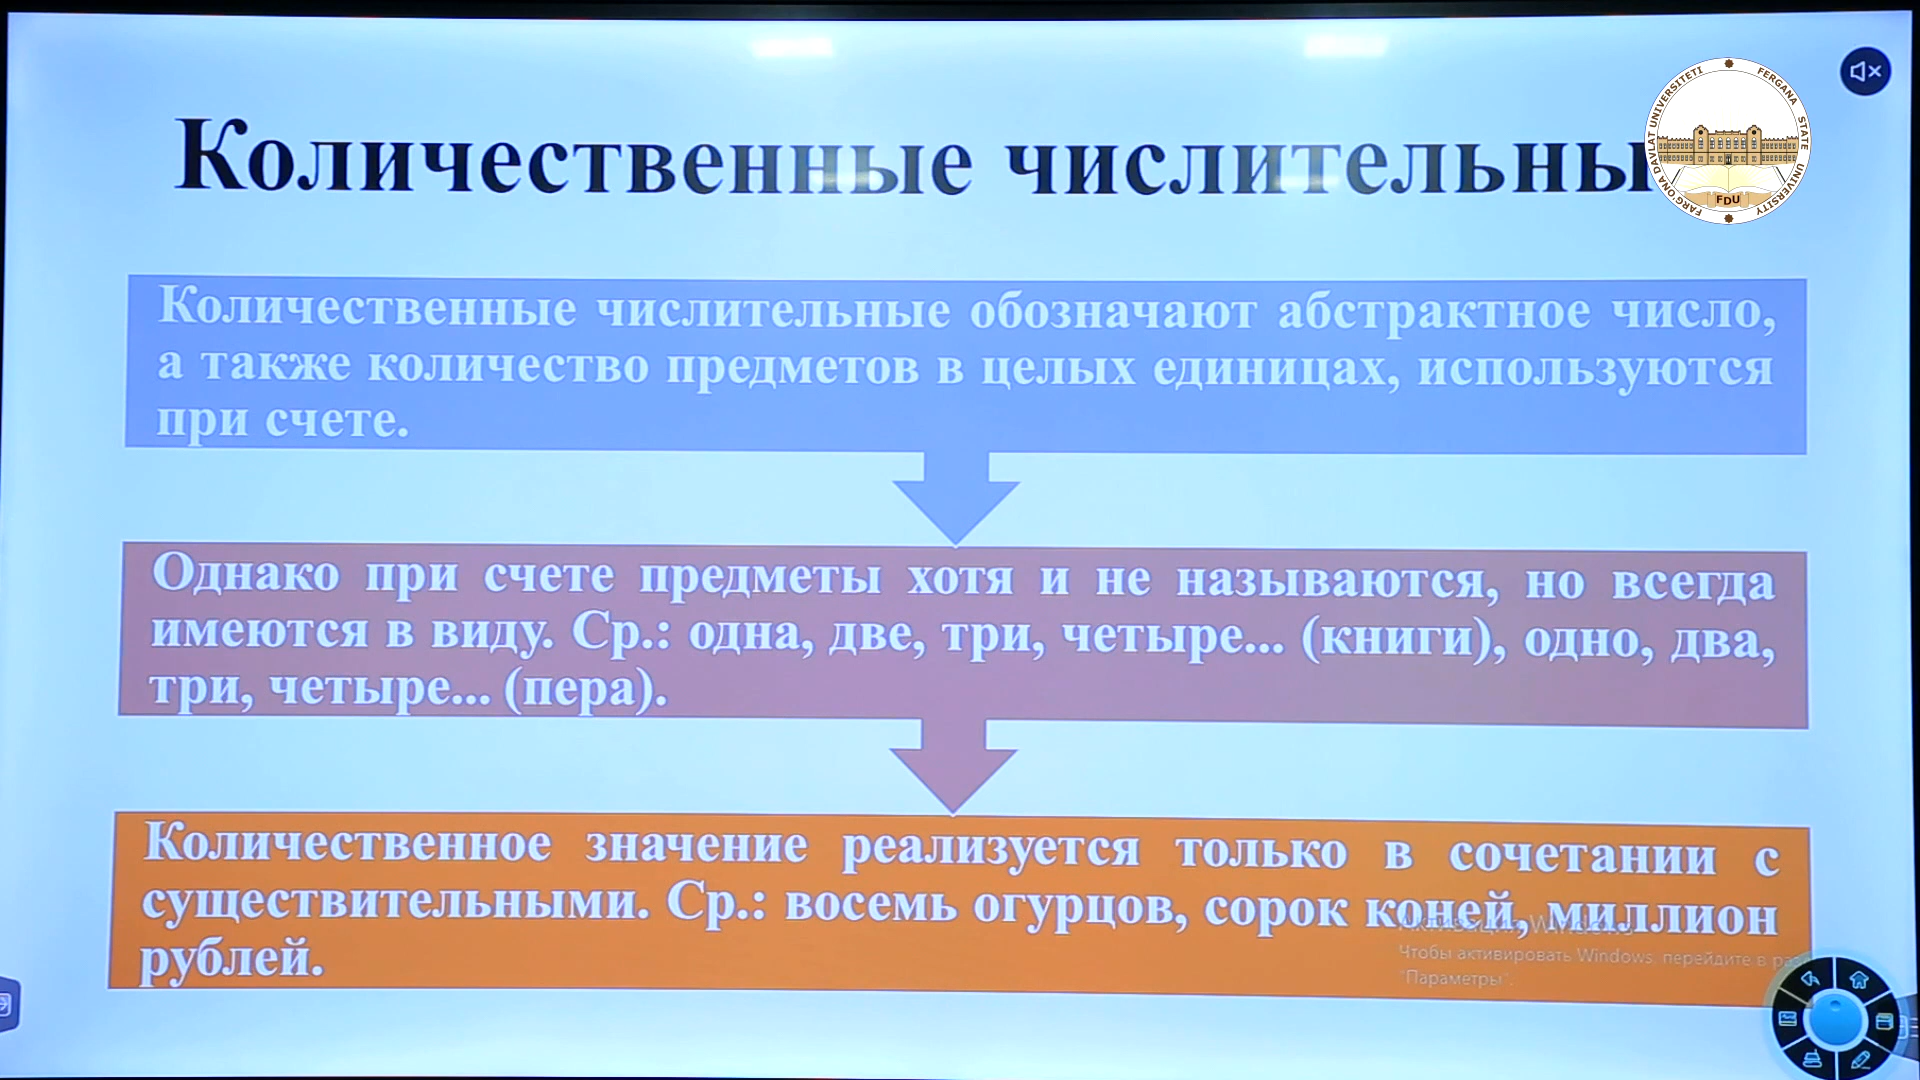 Количественные числительны
FARG'ONA DAVLAT UNIVERSITETI
FERGANA STATE UNIVERSITY
FDU
Количественные числительные обозначают абстрактное число,
а также количество предметов в целых единицах, используются
при счете.
Однако при счете предметы хотя и не называются, но всегда
имеются в виду. Ср.: одна, две, три, четыре... (книги), одно, два,
три, четыре... (пера).
Количественное значение реализуется только в сочетании с
существительными. Ср.: восемь огурцов, сорок коней, миллион
рублей.
Активация Windows
Чтобы активировать Windows, перейдите в раз
"Параметры".